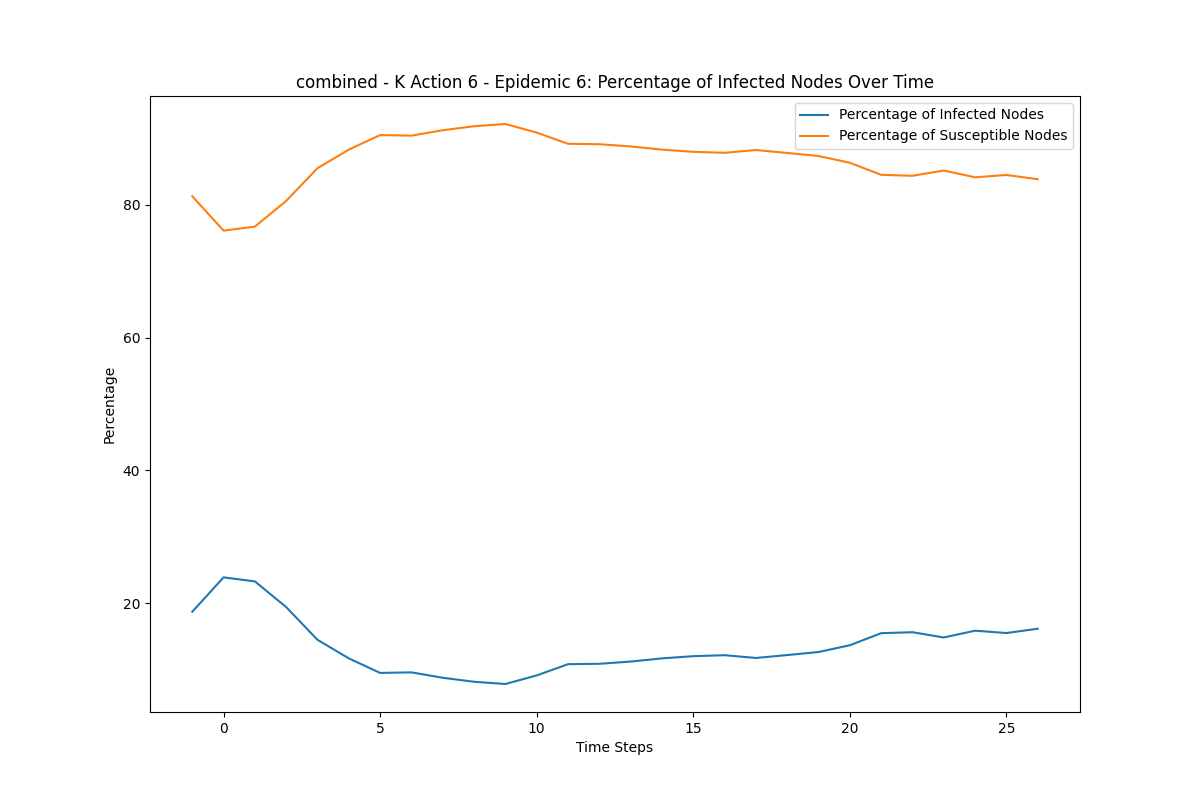 combined - K Action 6 - Epidemic 6: Percentage of Infected Nodes Over Time
Percentage of Infected Nodes
Percentage of Susceptible Nodes
Percentage
80
60
40
20
0 5 10 15 20 25
Time Steps